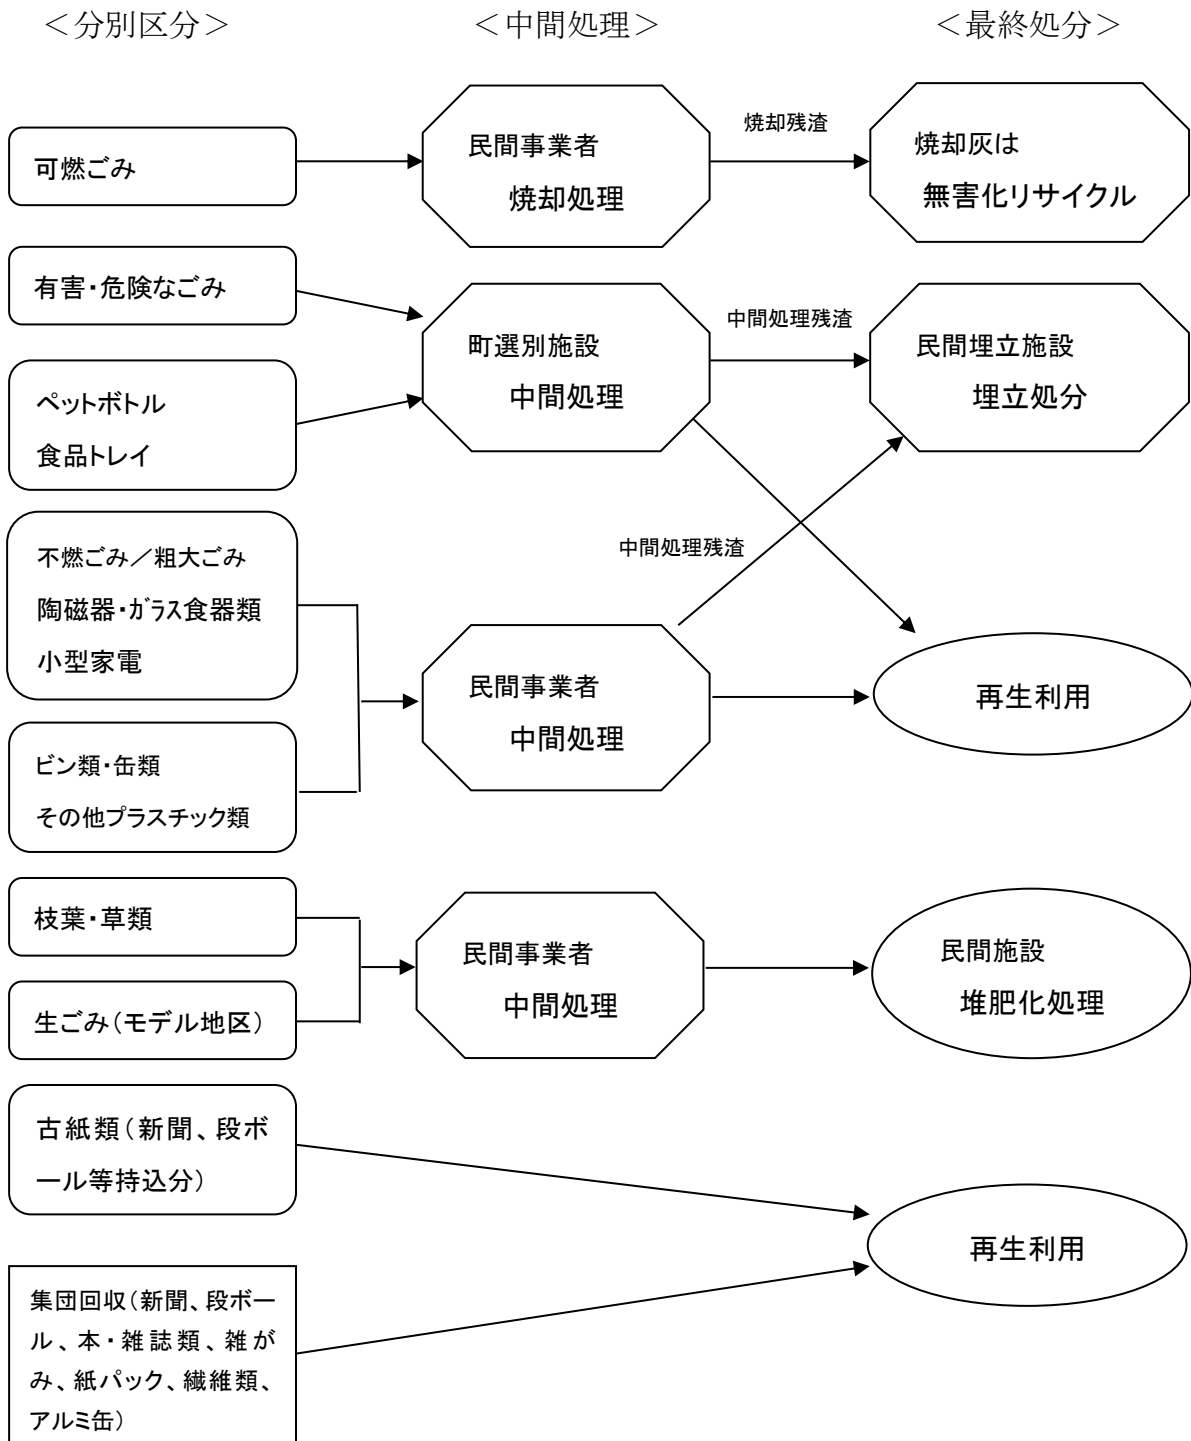 ＜分別区分＞
＜中間処理＞
＜最終処分＞
可燃ごみ
民間事業者
焼却処理
焼却残渣
焼却灰は
無害化リサイクル
有害・危険なごみ
ペットボトル
食品トレイ
町選別施設
中間処理
中間処理残渣
民間埋立施設
埋立処分
不燃ごみ／粗大ごみ
陶磁器・ｶﾞﾗｽ食器類
小型家電
ビン類・缶類
その他プラスチック類
民間事業者
中間処理
中間処理残渣
再生利用
枝葉・草類
生ごみ（モデル地区）
民間事業者
中間処理
民間施設
堆肥化処理
古紙類（新聞、段ボ
ール等持込分）
集団回収（新聞、段ボー
ル、本・雑誌類、雑が
み、紙パック、繊維類、
アルミ缶）
再生利用